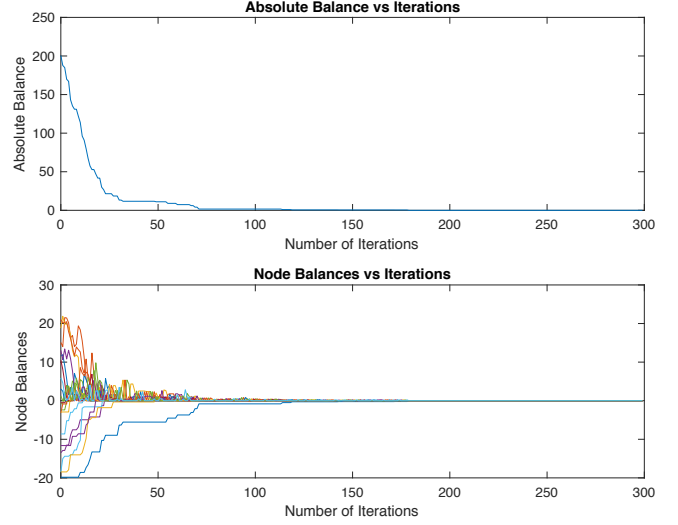 Absolute Balance vs Iterations
250
200
150
100
50
0
Absolute Balance
0 50 100 150 200 250 300
Number of Iterations
Node Balances vs Iterations
30
20
10
0
-10
-20
Node Balances
0 50 100 150 200 250 300
Number of Iterations